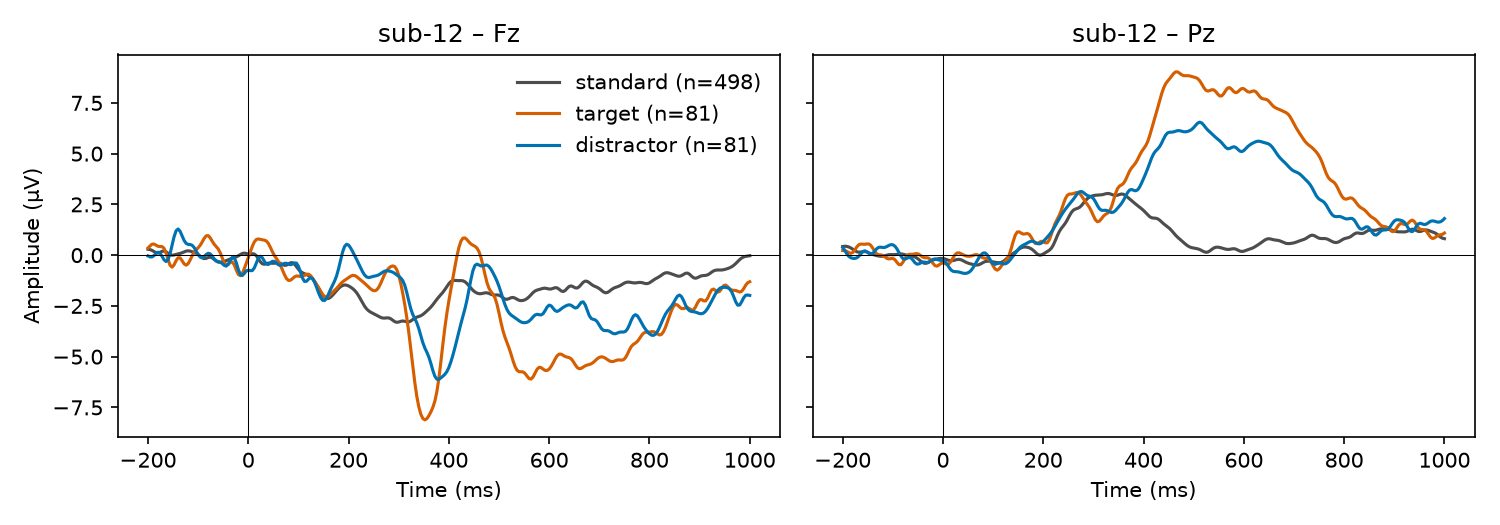 sub-12 – Fz
sub-12 – Pz
Amplitude (µV)
7.5
5.0
2.5
0.0
−2.5
−5.0
−7.5
standard (n=498)
target (n=81)
distractor (n=81)
−200 0 200 400 600 800 1000
−200 0 200 400 600 800 1000
Time (ms)
Time (ms)